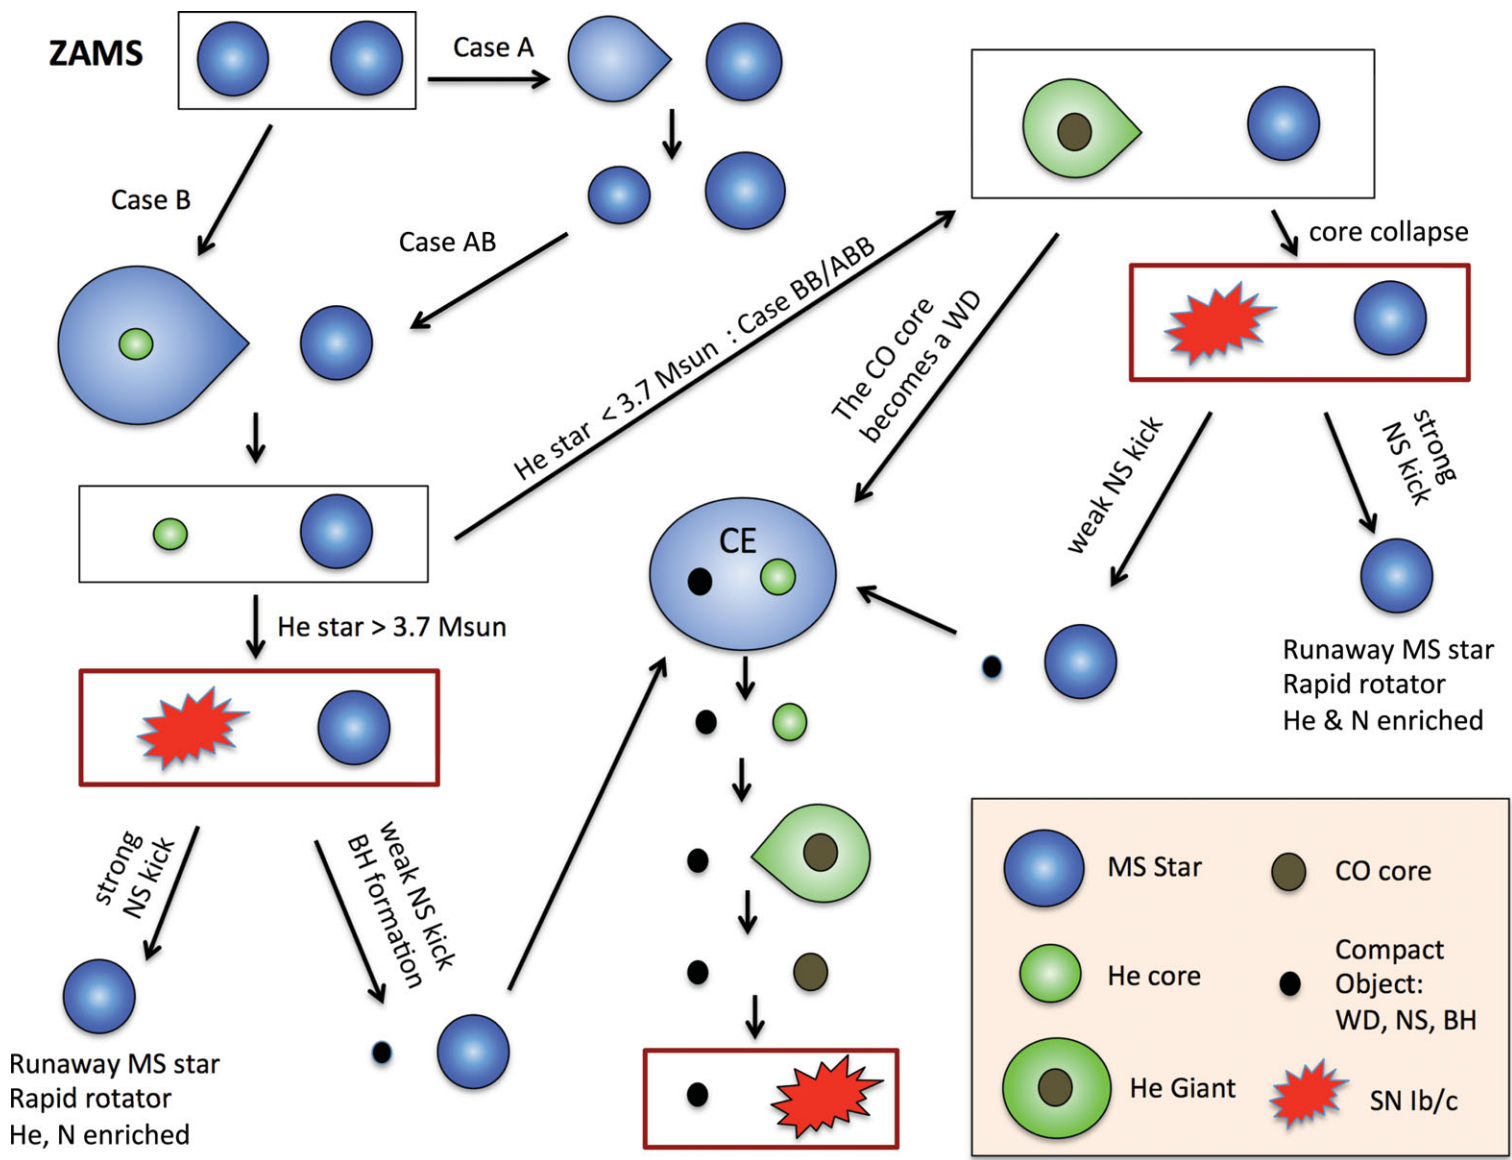 ZAMS
Case A
Case B
Case AB
He star < 3.7 Msun : Case BB/ABB
The CO core
becomes a WD
core collapse
weak NS kick
strong
NS kick
CE
He star > 3.7 Msun
Runaway MS star
Rapid rotator
He & N enriched
strong
NS kick
weak NS kick
BH formation
Runaway MS star
Rapid rotator
He, N enriched
MS Star
CO core
He core
Compact
Object:
WD, NS, BH
He Giant
SN Ib/c